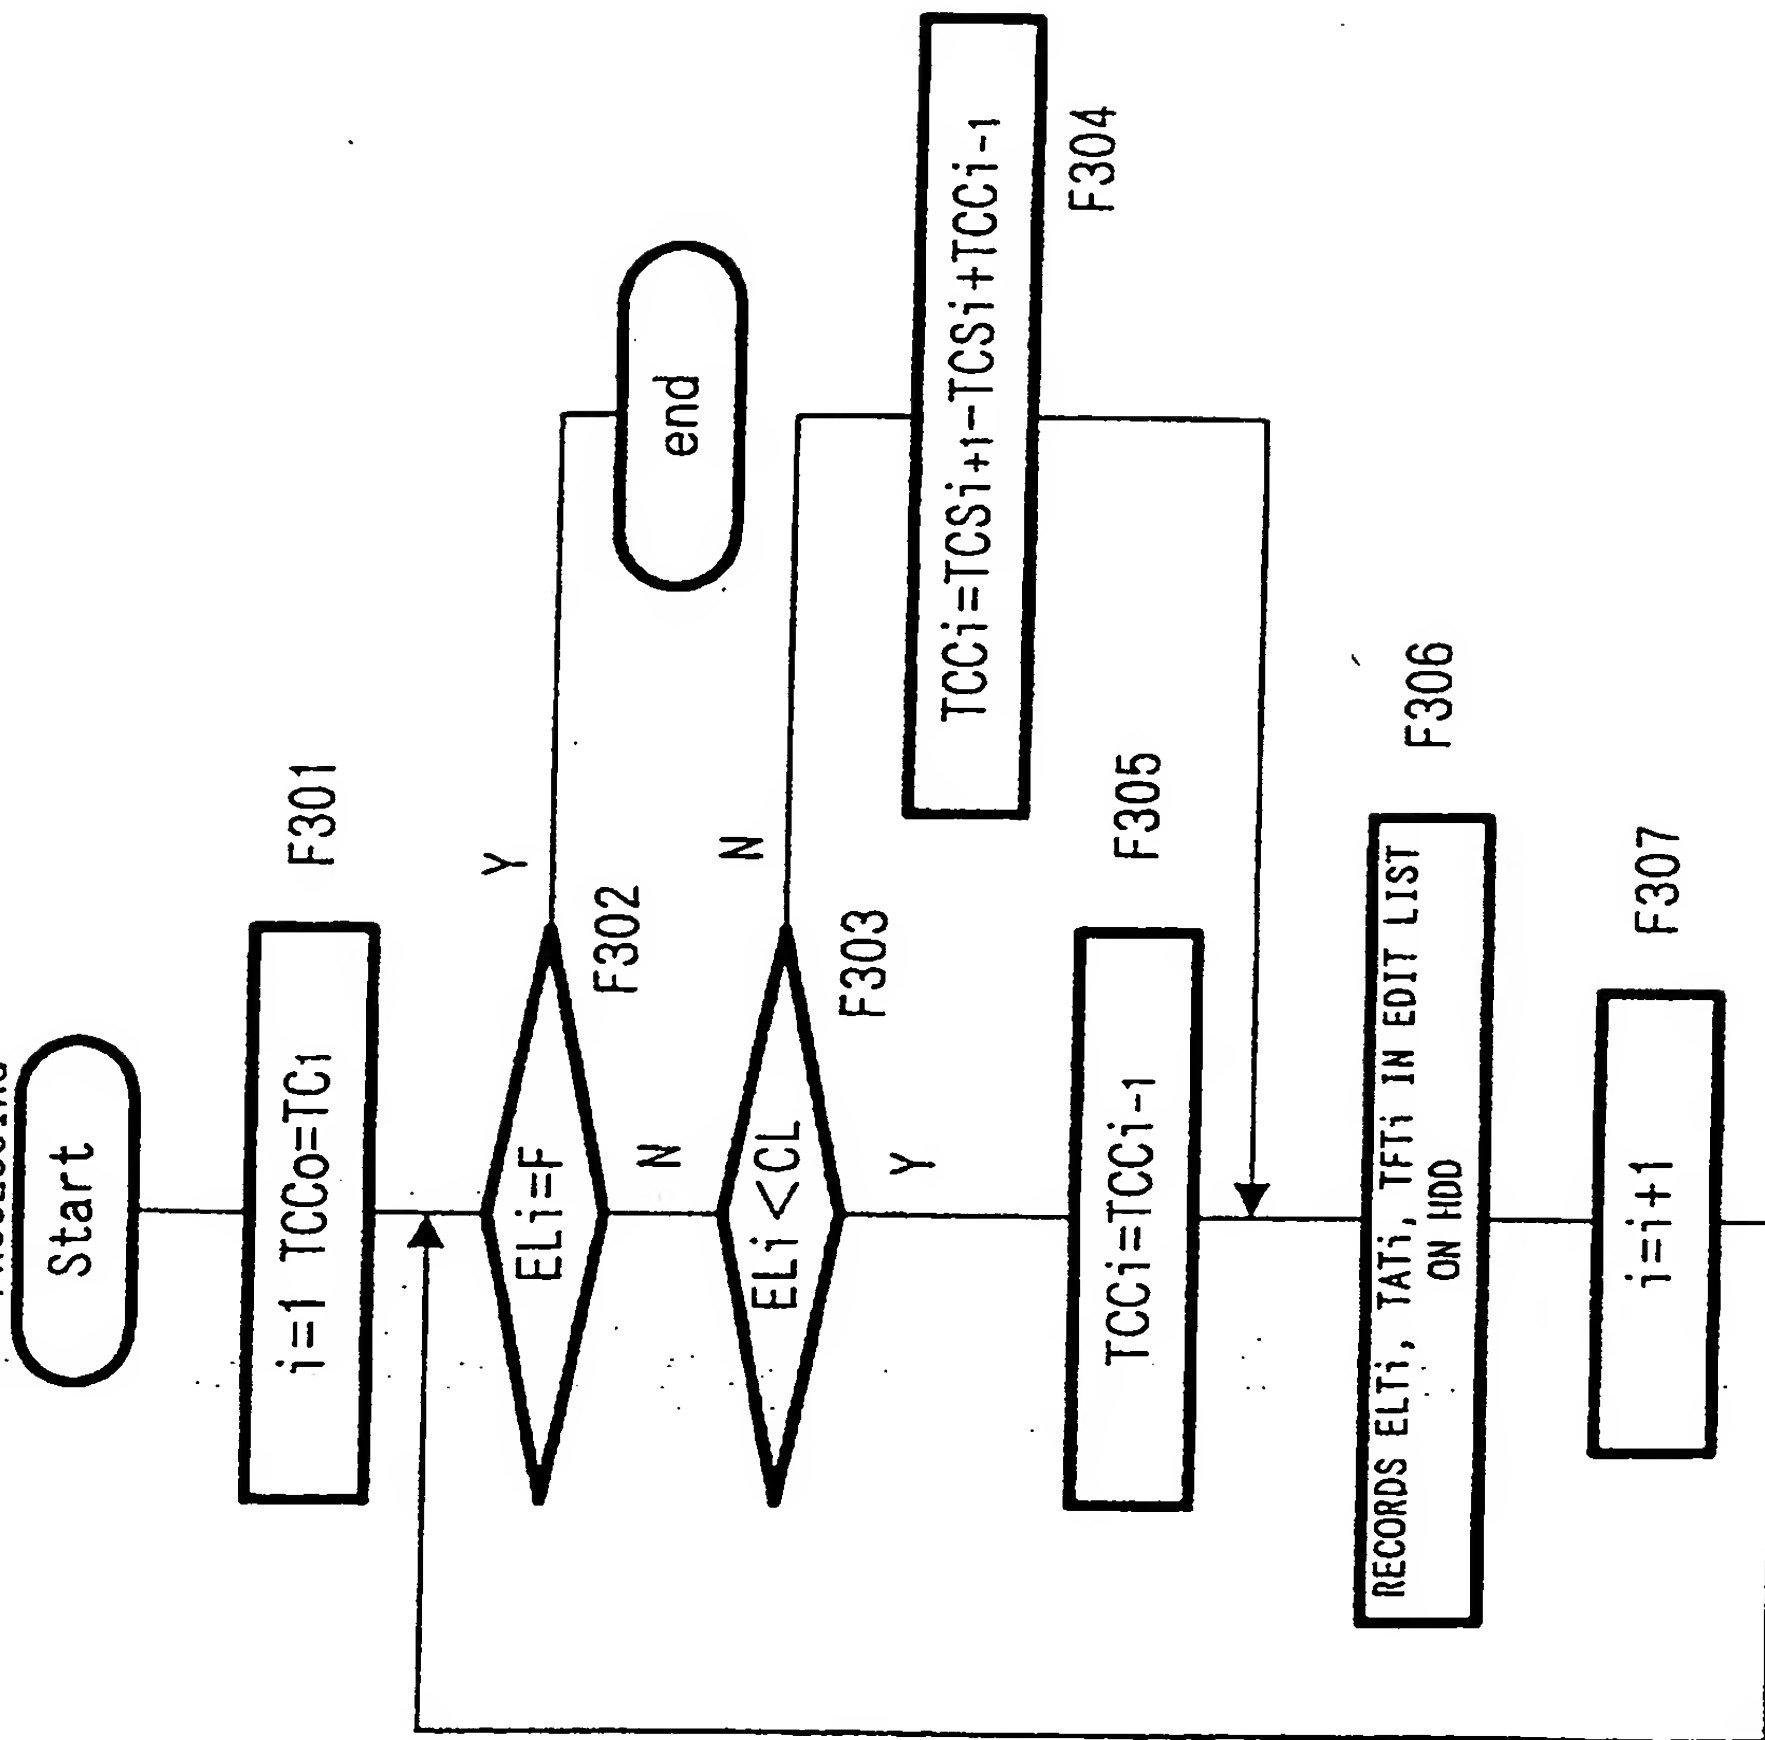 Start
i=1 TCC0=TC1
F301
ELi=F
Y
F302
N
end
ELi<CL
N
F303
Y
TCCi=TCSi+1-TCSi+TCCi-1
F304
TCCi=TCCi-1
F305
RECORDS ELTi, TATi, TFTi IN EDIT LIST
ON HDD
F306
i=i+1
F307